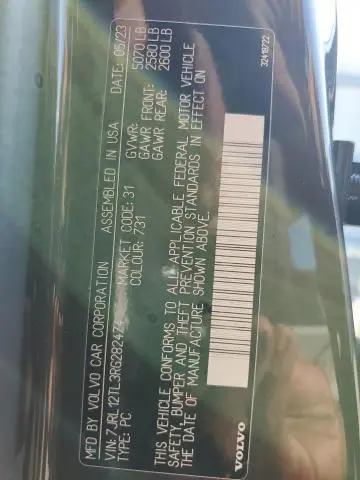 MFD BY VOLVO CAR CORPORATION ASSEMBLED IN USA DATE: 05/23
VIN: 7JRL12TL3RG282474 GVWR: 5070 LB
TYPE: PC MARKET CODE: 31 GAWR FRONT: 2580 LB
COLOUR: 731 GAWR REAR: 2600 LB
THIS VEHICLE CONFORMS TO ALL APPLICABLE FEDERAL MOTOR VEHICLE
SAFETY, BUMPER AND THEFT PREVENTION STANDARDS IN EFFECT ON
THE DATE OF MANUFACTURE SHOWN ABOVE.
VOLVO 32419722